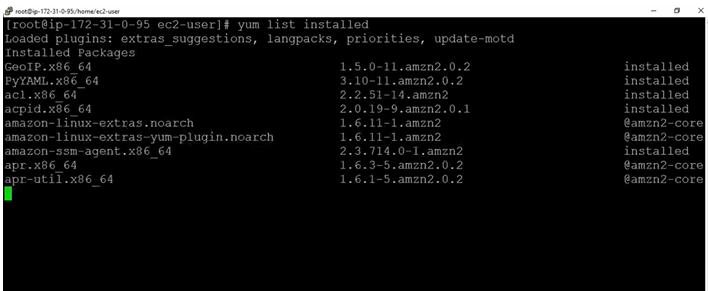 root@ip-172-31-0-95:/home/ec2-user
[root@ip-172-31-0-95 ec2-user]# yum list installed
Loaded plugins: extras_suggestions, langpacks, priorities, update-motd
Installed Packages
GeoIP.x86_64 1.5.0-11.amzn2.0.2 installed
PyYAML.x86_64 3.10-11.amzn2.0.2 installed
acl.x86_64 2.2.51-14.amzn2 installed
acpid.x86_64 2.0.19-9.amzn2.0.1 installed
amazon-linux-extras.noarch 1.6.11-1.amzn2 @amzn2-core
amazon-linux-extras-yum-plugin.noarch 1.6.11-1.amzn2 @amzn2-core
amazon-ssm-agent.x86_64 2.3.714.0-1.amzn2 installed
apr.x86_64 1.6.3-5.amzn2.0.2 @amzn2-core
apr-util.x86_64 1.6.1-5.amzn2.0.2 @amzn2-core